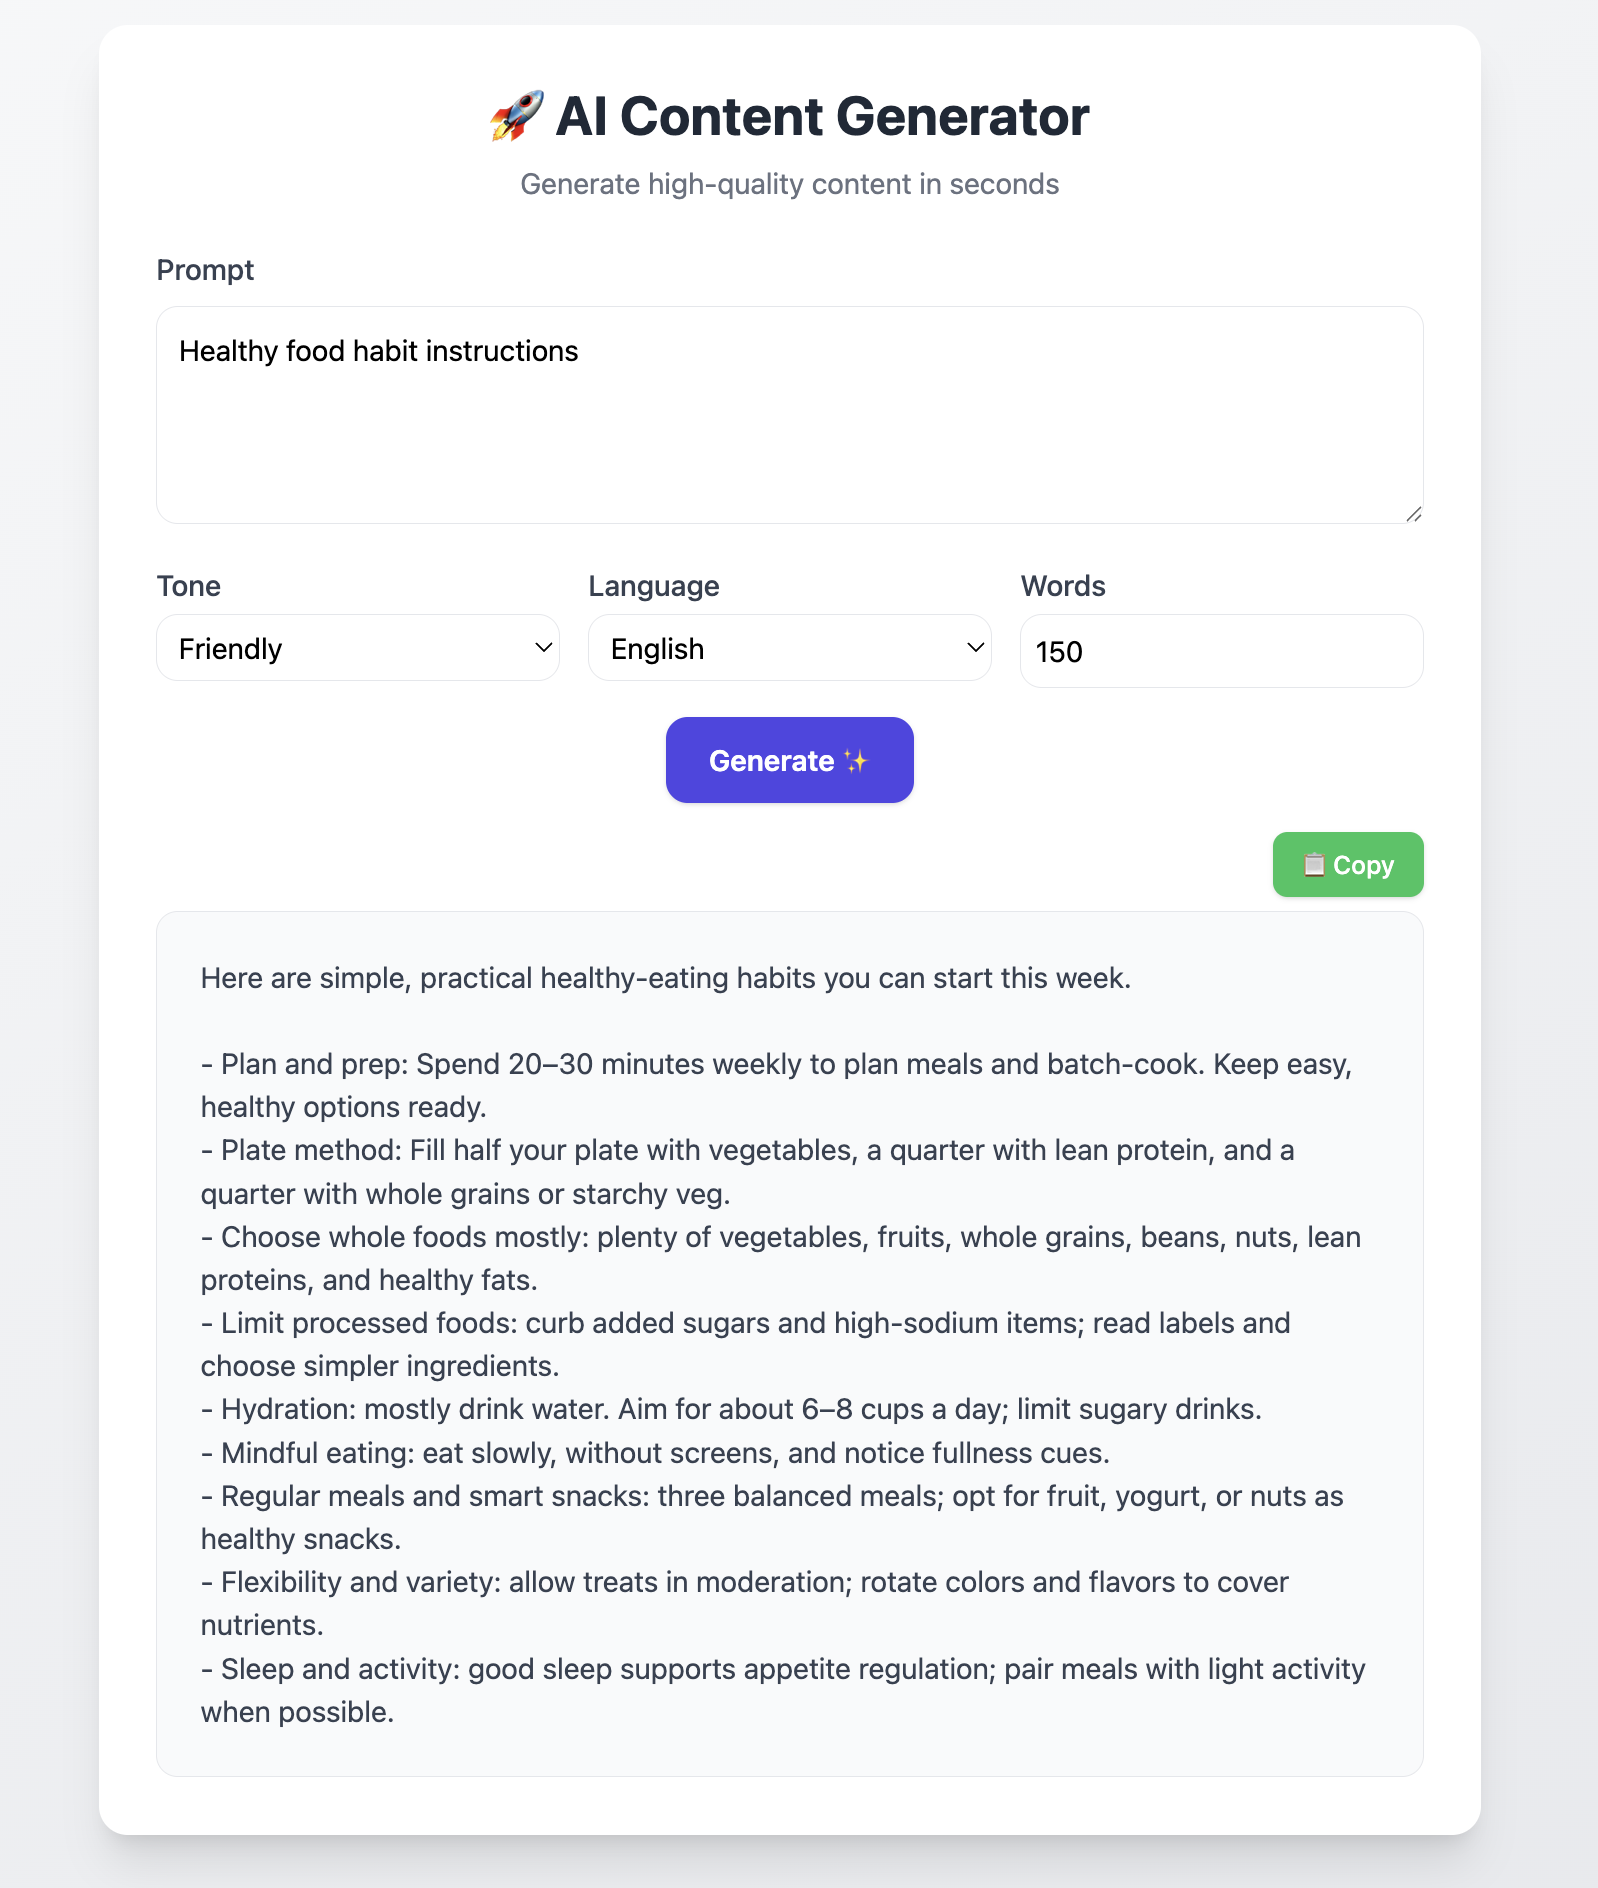 🚀 AI Content Generator
Generate high-quality content in seconds
Prompt
Healthy food habit instructions
Tone
Language
Words
Friendly
English
150
Generate ✨
📋 Copy
Here are simple, practical healthy-eating habits you can start this week.
- Plan and prep: Spend 20–30 minutes weekly to plan meals and batch-cook. Keep easy,
healthy options ready.
- Plate method: Fill half your plate with vegetables, a quarter with lean protein, and a
quarter with whole grains or starchy veg.
- Choose whole foods mostly: plenty of vegetables, fruits, whole grains, beans, nuts, lean
proteins, and healthy fats.
- Limit processed foods: curb added sugars and high-sodium items; read labels and
choose simpler ingredients.
- Hydration: mostly drink water. Aim for about 6–8 cups a day; limit sugary drinks.
- Mindful eating: eat slowly, without screens, and notice fullness cues.
- Regular meals and smart snacks: three balanced meals; opt for fruit, yogurt, or nuts as
healthy snacks.
- Flexibility and variety: allow treats in moderation; rotate colors and flavors to cover
nutrients.
- Sleep and activity: good sleep supports appetite regulation; pair meals with light activity
when possible.